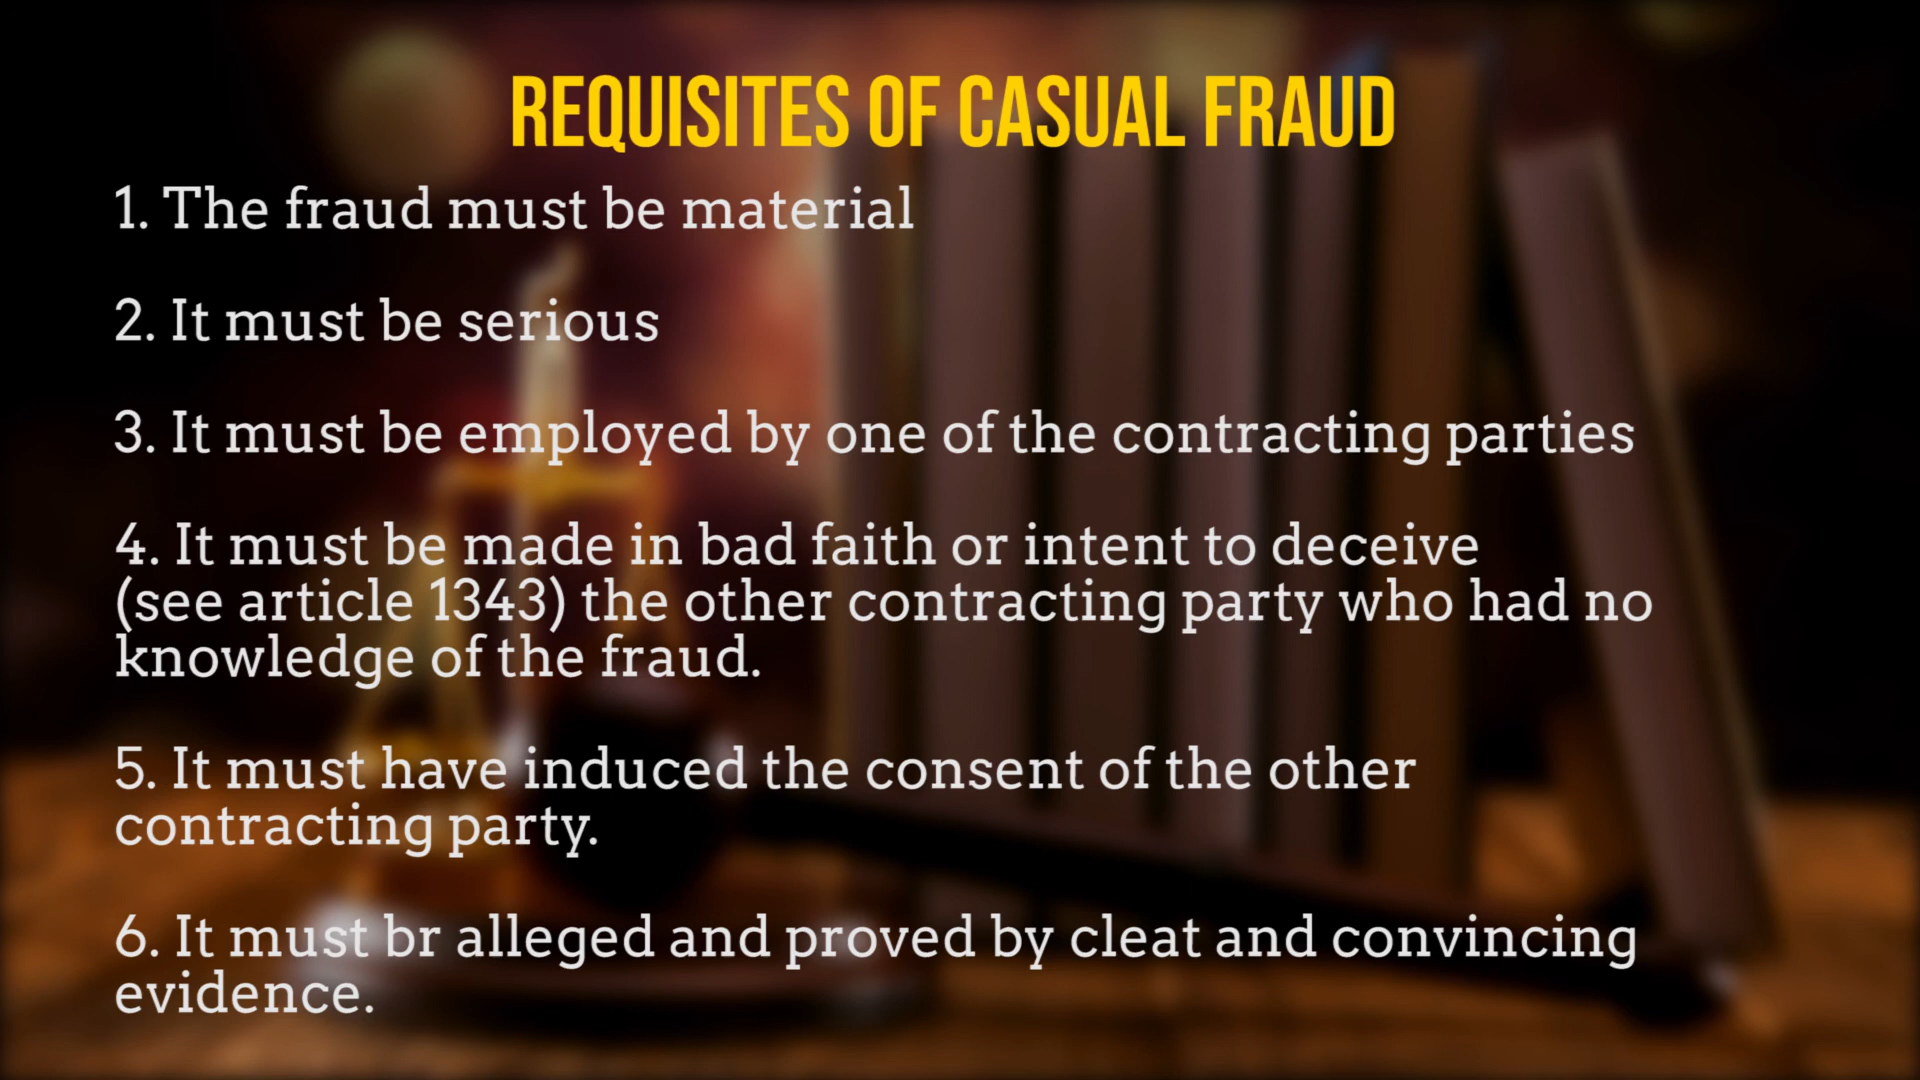 REQUISITES OF CASUAL FRAUD
1. The fraud must be material
2. It must be serious
3. It must be employed by one of the contracting parties
4. It must be made in bad faith or intent to deceive
(see article 1343) the other contracting party who had no
knowledge of the fraud.
5. It must have induced the consent of the other
contracting party.
6. It must br alleged and proved by cleat and convincing
evidence.